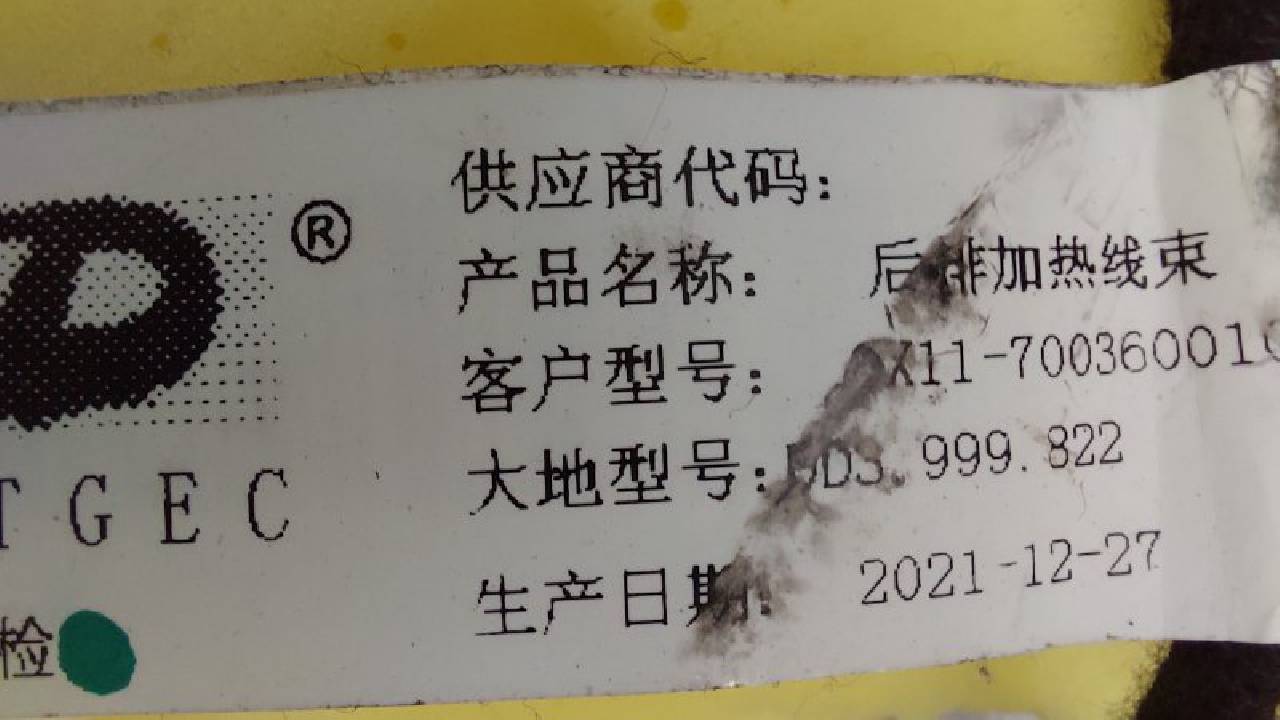 ®
供应商代码:
产品名称: 后排加热线束
客户型号: X11-70036001
大地型号: DD3.999.822
TGEC
生产日期: 2021-12-27
检